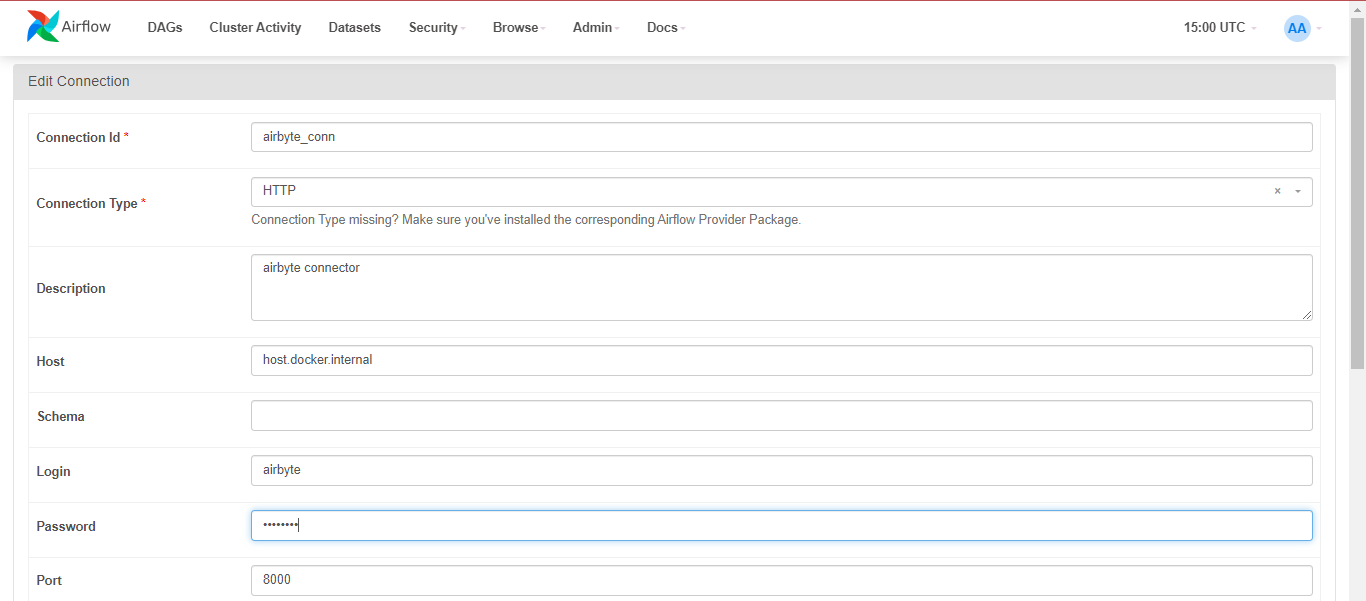 Airflow DAGs Cluster Activity Datasets Security Browse Admin Docs 15:00 UTC AA
Edit Connection
Connection Id * airbyte_conn
Connection Type * HTTP × 
Connection Type missing? Make sure you've installed the corresponding Airflow Provider Package.
Description airbyte connector
Host host.docker.internal
Schema
Login airbyte
Password ••••••••
Port 8000